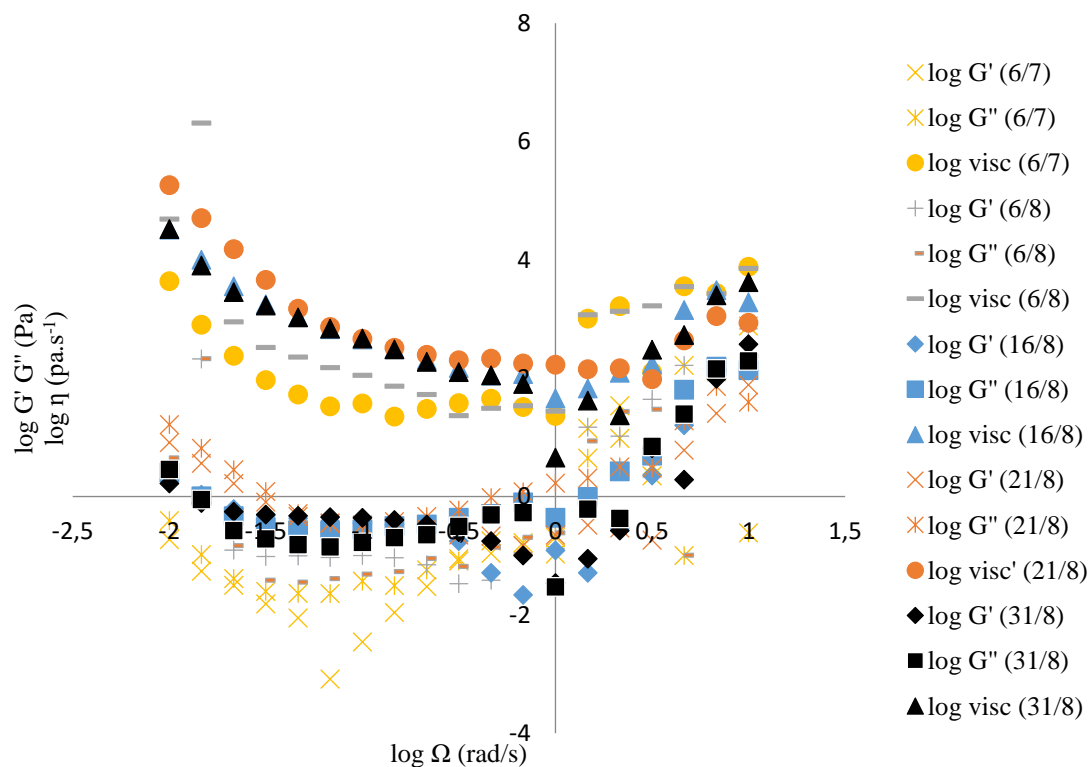 8
6
4
2
0
-2
-4
-2,5
-2
-1,5
-1
-0,5
0
0,5
1
1,5
log G' G'' (Pa)
log η (pa.s⁻¹)
log Ω (rad/s)
log G' (6/7)
log G'' (6/7)
log visc (6/7)
log G' (6/8)
log G'' (6/8)
log visc (6/8)
log G' (16/8)
log G'' (16/8)
log visc (16/8)
log G' (21/8)
log G'' (21/8)
log visc' (21/8)
log G' (31/8)
log G'' (31/8)
log visc (31/8)